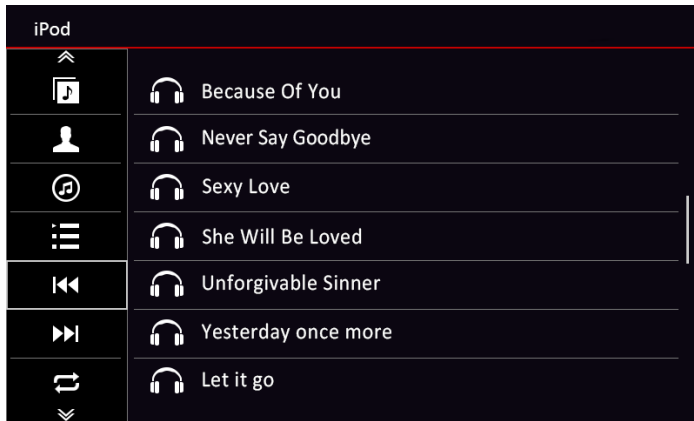 iPod
Because Of You
Never Say Goodbye
Sexy Love
She Will Be Loved
Unforgivable Sinner
Yesterday once more
Let it go